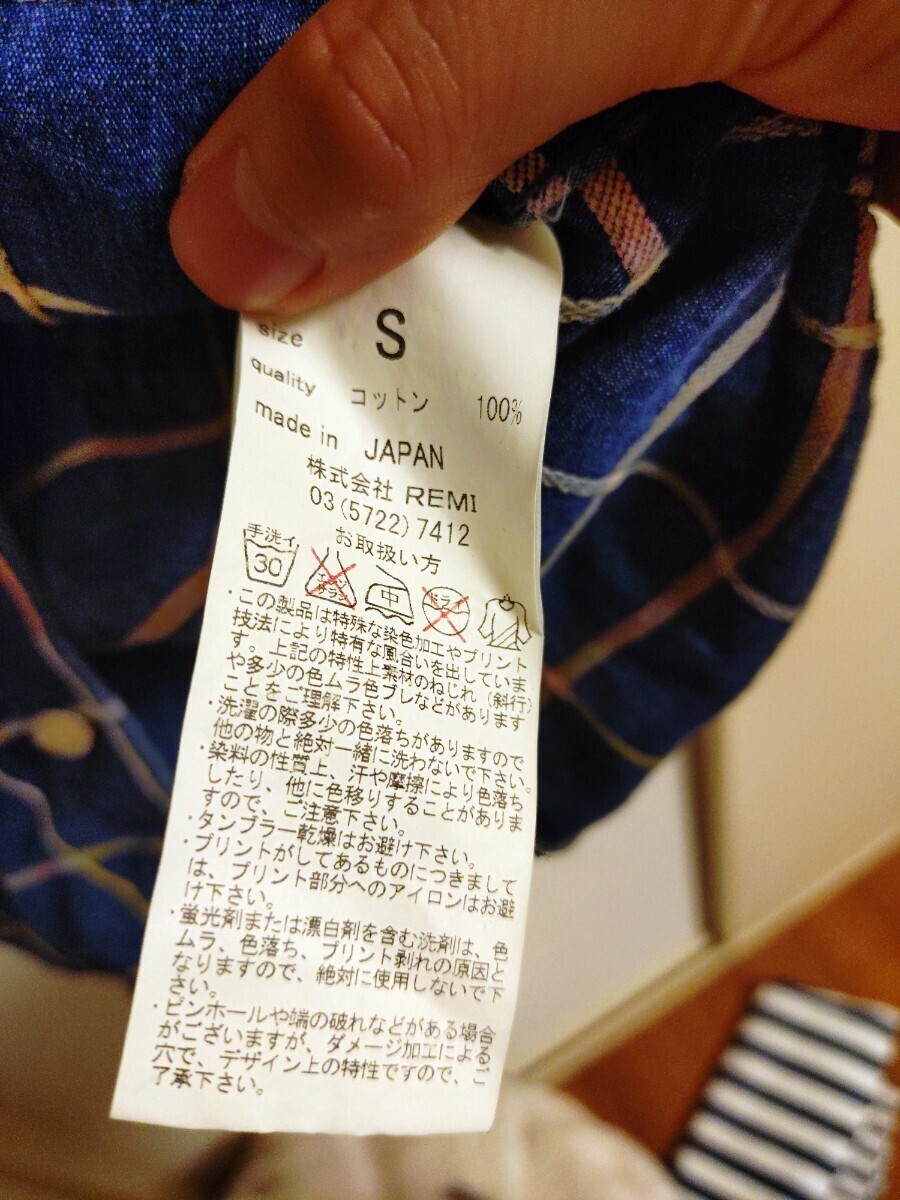 size S
quality コットン 100%
made in JAPAN
株式会社 REMI
03(5722)7412
お取扱い方
手洗イ
30
エンソ
サラシ
中
ドライ
・この製品は特殊な染色加工やプリント
技法により特有な風合いを出していま
す。上記の特性上素材のねじれ(斜行)
や多少の色ムラ色ブレなどがあります
ことをご理解下さい。
・洗濯の際多少の色落ちがありますので
他の物と絶対一緒に洗わないで下さい。
・染料の性質上、汗や摩擦により色落ち
したり、他に色移りすることがありま
すので、ご注意下さい。
・タンブラー乾燥はお避け下さい。
・プリントがしてあるものにつきまして
は、プリント部分へのアイロンはお避
け下さい。
・蛍光剤または漂白剤を含む洗剤は、色
ムラ、色落ち、プリント剥れの原因と
なりますので、絶対に使用しないで下
さい。
・ピンホールや端の破れなどがある場合
がございますが、ダメージ加工による
穴で、デザイン上の特性ですので、ご
了承下さい。